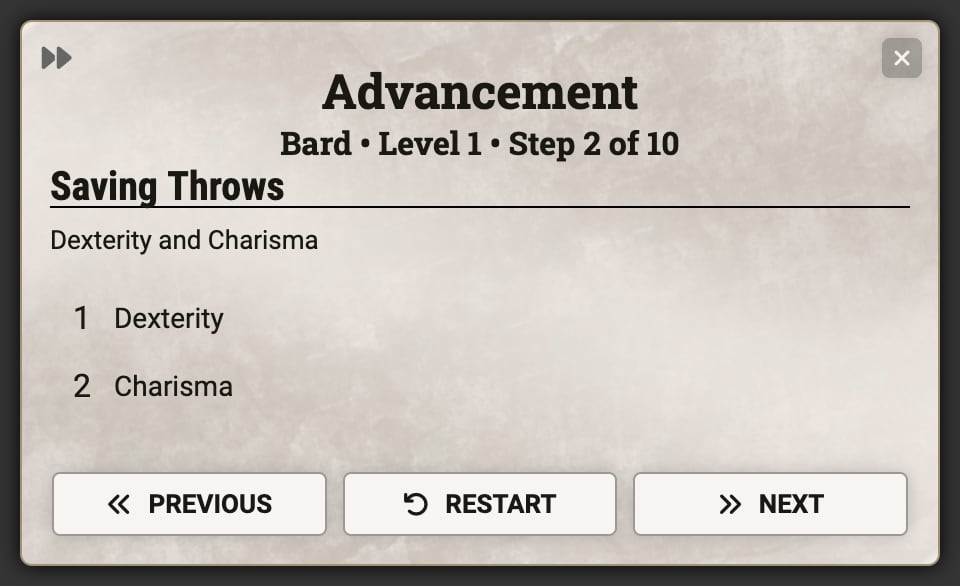 Advancement
Bard • Level 1 • Step 2 of 10
Saving Throws
Dexterity and Charisma
1 Dexterity
2 Charisma
PREVIOUS
RESTART
NEXT